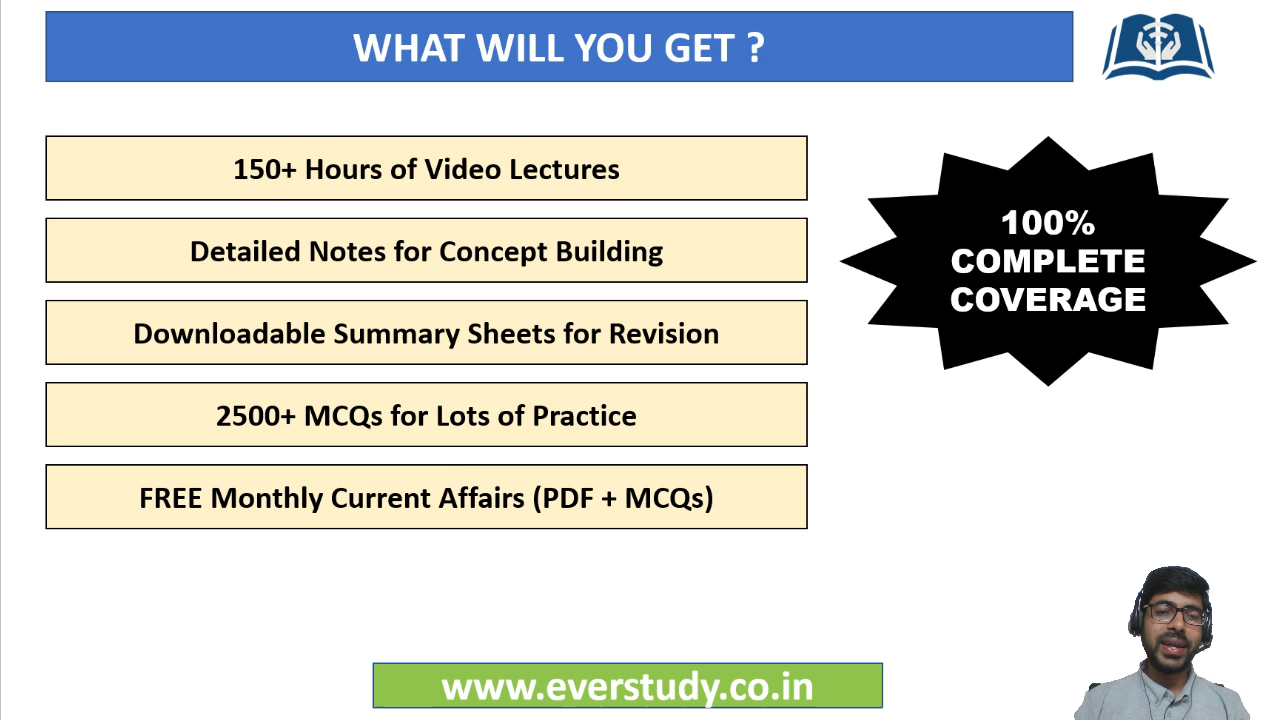 WHAT WILL YOU GET ?
150+ Hours of Video Lectures
Detailed Notes for Concept Building
Downloadable Summary Sheets for Revision
2500+ MCQs for Lots of Practice
FREE Monthly Current Affairs (PDF + MCQs)
100%
COMPLETE
COVERAGE
www.everstudy.co.in